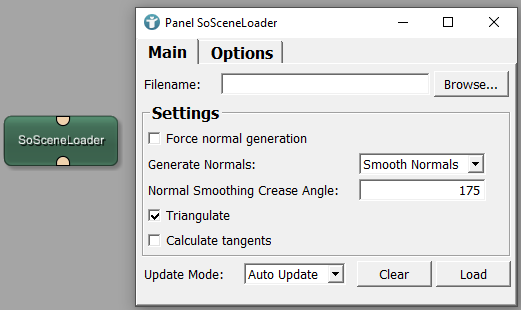 Panel SoSceneLoader
Main Options
Filename: Browse...
SoSceneLoader
Settings
Force normal generation
Generate Normals: Smooth Normals
Normal Smoothing Crease Angle: 175
Triangulate
Calculate tangents
Update Mode: Auto Update Clear Load